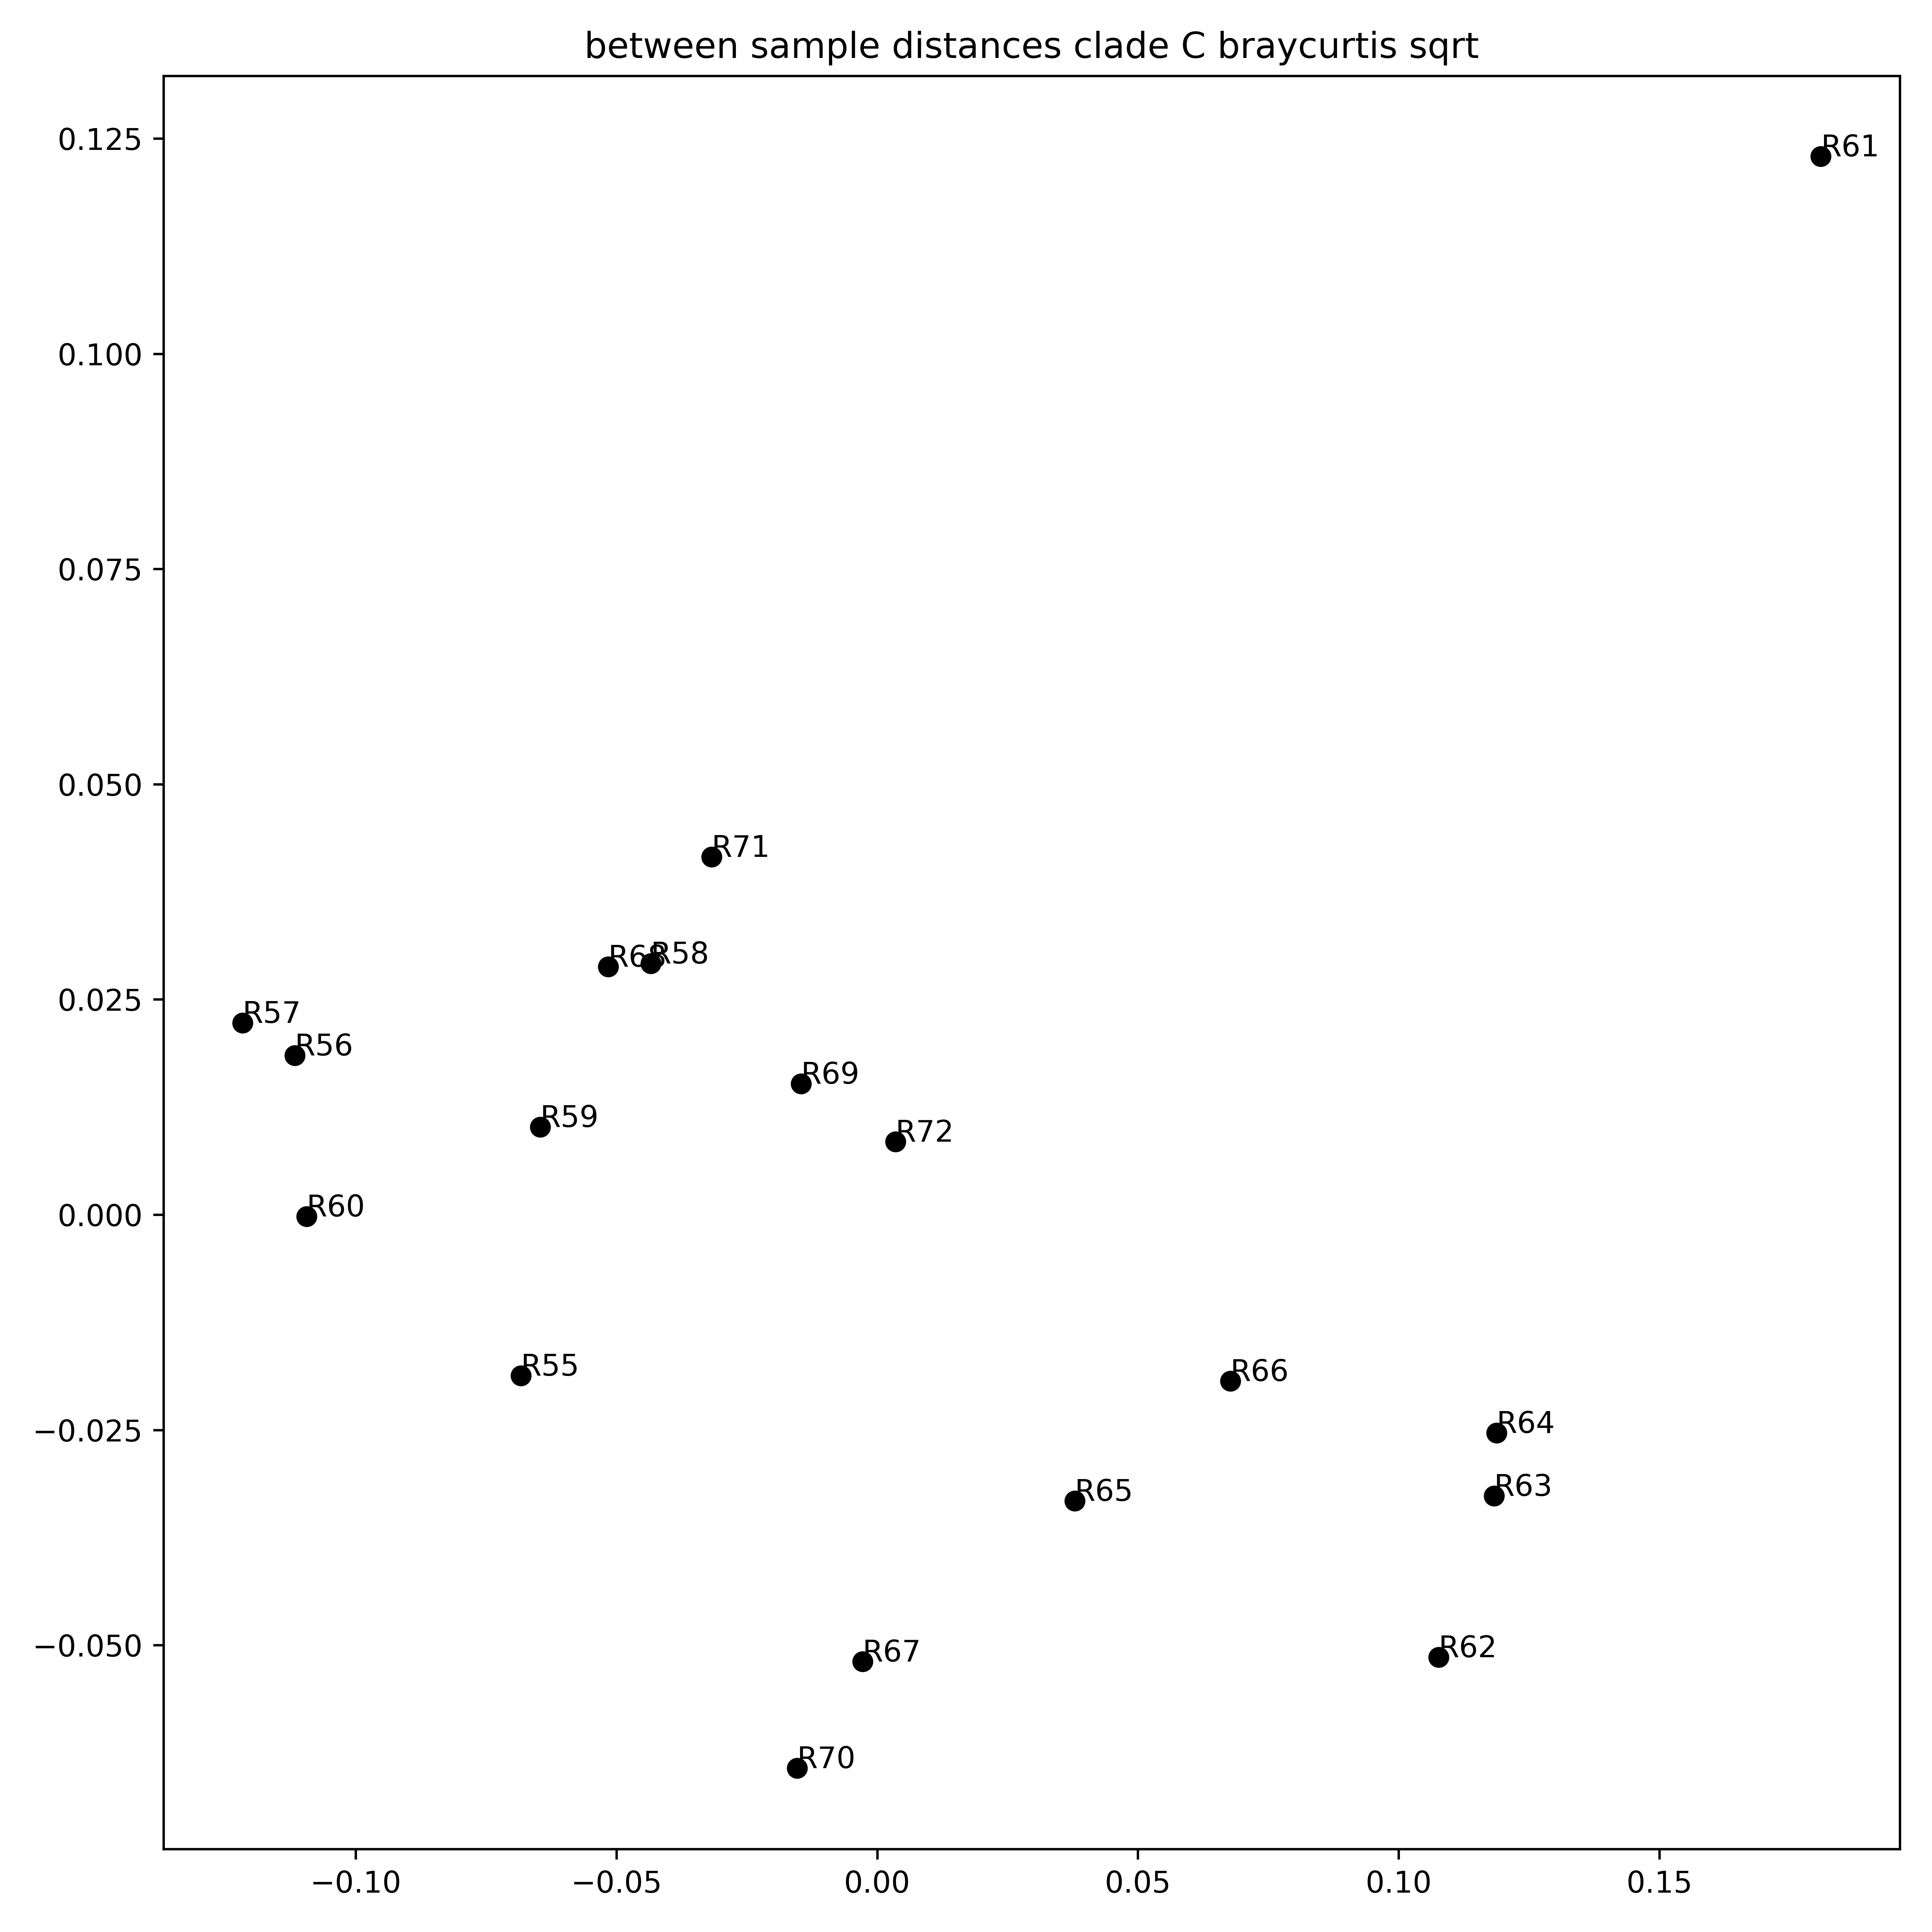 between sample distances clade C braycurtis sqrt
0.125
0.100
0.075
0.050
0.025
0.000
−0.025
−0.050
R61
R71
R68
R58
R57
R56
R69
R59
R72
R60
R55
R66
R64
R63
R65
R62
R67
R70
−0.10
−0.05
0.00
0.05
0.10
0.15